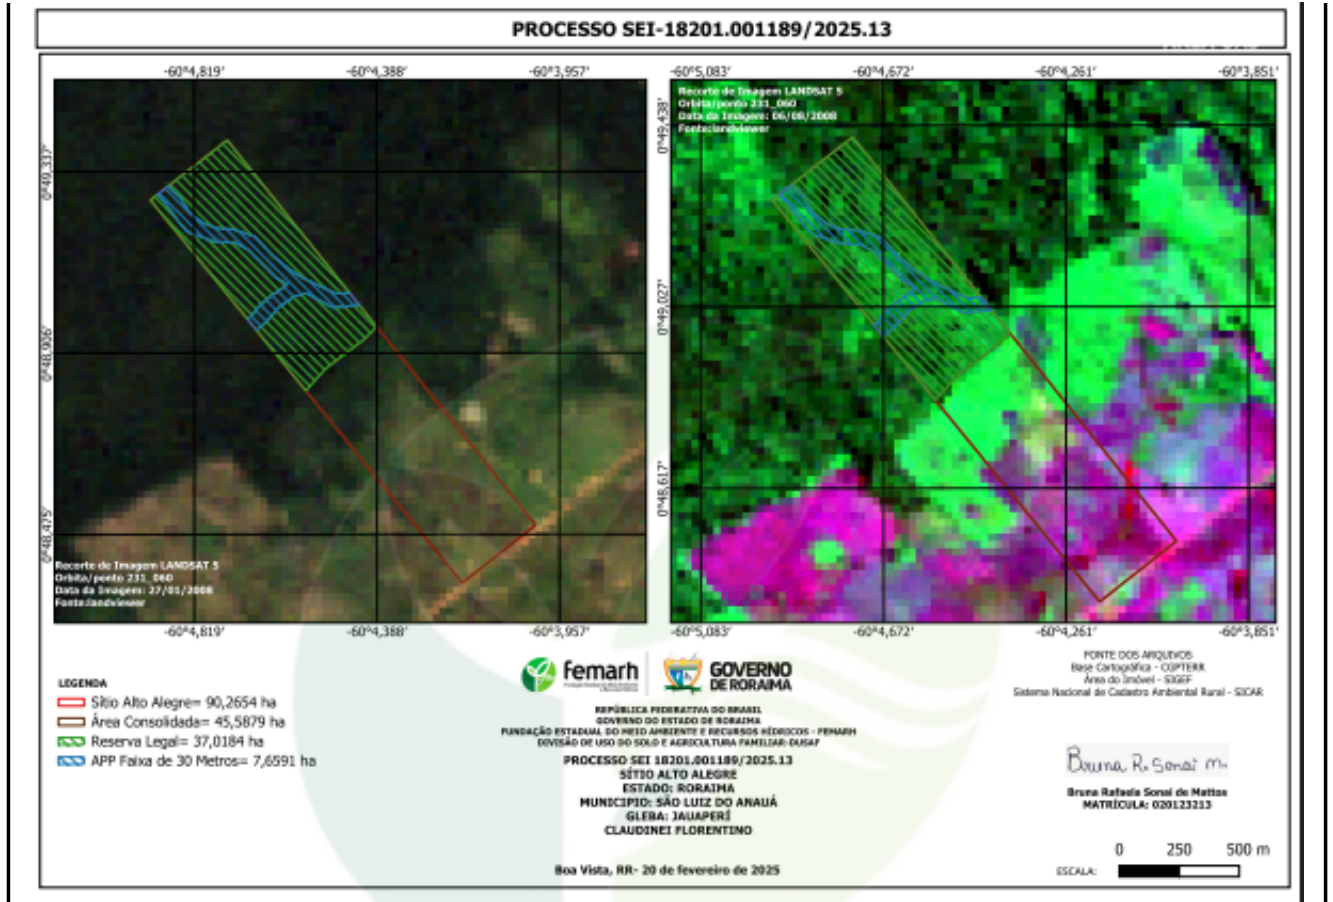 PROCESSO SEI-18201.001189/2025.13
-60°4,819' -60°4,388' -60°3,957'
-60°5,083' -60°4,672' -60°4,261' -60°3,851'
Recorte de Imagem LANDSAT 5
Orbita/ponto 231_060
Data da Imagem: 06/08/2008
Fonte:landviewer
0°49,337'
0°48,906'
0°48,475'
0°49,438'
0°49,027'
0°48,617'
Recorte de Imagem LANDSAT 5
Orbita/ponto 231_060
Data da Imagem: 27/01/2008
Fonte:landviewer
-60°4,819' -60°4,388' -60°3,957'
-60°5,083' -60°4,672' -60°4,261' -60°3,851'
LEGENDA
Sítio Alto Alegre= 90,2654 ha
Área Consolidada= 45,5879 ha
Reserva Legal= 37,0184 ha
APP Faixa de 30 Metros= 7,6591 ha
femarh
GOVERNO
DE RORAIMA
REPÚBLICA FEDERATIVA DO BRASIL
GOVERNO DO ESTADO DE RORAIMA
FUNDAÇÃO ESTADUAL DO MEIO AMBIENTE E RECURSOS HÍDRICOS - FEMARH
DIVISÃO DE USO DO SOLO E AGRICULTURA FAMILIAR-DUSAF
PROCESSO SEI 18201.001189/2025.13
SÍTIO ALTO ALEGRE
ESTADO: RORAIMA
MUNICIPIO: SÃO LUIZ DO ANAUÁ
GLEBA: JAUAPERÍ
CLAUDINEI FLORENTINO
Boa Vista, RR- 20 de fevereiro de 2025
FONTE DOS ARQUIVOS
Base Cartográfica - CGPTERR
Área do Imóvel - SIGEF
Sistema Nacional de Cadastro Ambiental Rural - SICAR
Bruna R. Sonai M.
Bruna Rafaela Sonai de Mattos
MATRÍCULA: 020123213
0 250 500 m
ESCALA: